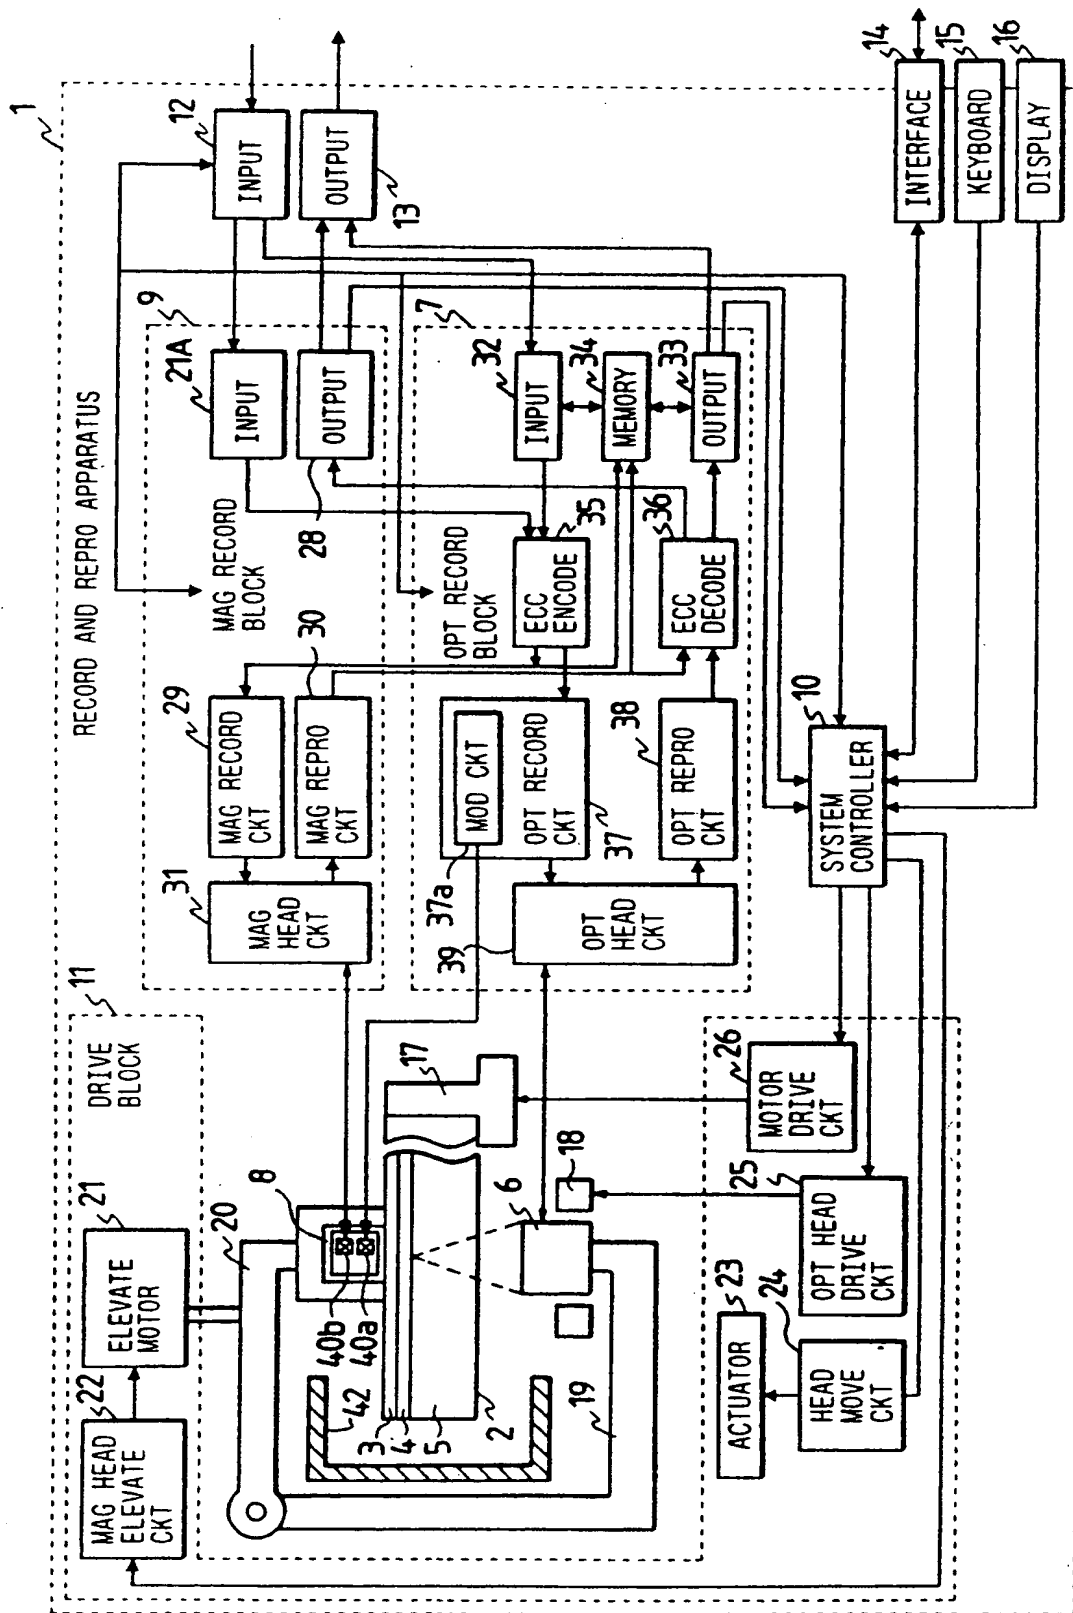 1
RECORD AND REPRO APPARATUS
11
DRIVE
BLOCK
22
MAG HEAD
ELEVATE
CKT
21
ELEVATE
MOTOR
20
8
40b
40a
42
3
4
5
2
17
6
18
19
31
MAG
HEAD
CKT
29
MAG RECORD
CKT
30
MAG REPRO
CKT
MAG RECORD
BLOCK
9
21A
INPUT
OUTPUT
28
12
INPUT
OUTPUT
13
39
OPT
HEAD
CKT
37a
MOD CKT
OPT RECORD
CKT
37
38
OPT REPRO
CKT
OPT RECORD
BLOCK
7
ECC
ENCODE
35
36
ECC
DECODE
32
INPUT
34
MEMORY
33
OUTPUT
23
ACTUATOR
24
HEAD
MOVE
CKT
25
OPT HEAD
DRIVE
CKT
26
MOTOR
DRIVE
CKT
10
SYSTEM
CONTROLLER
14
INTERFACE
15
KEYBOARD
16
DISPLAY